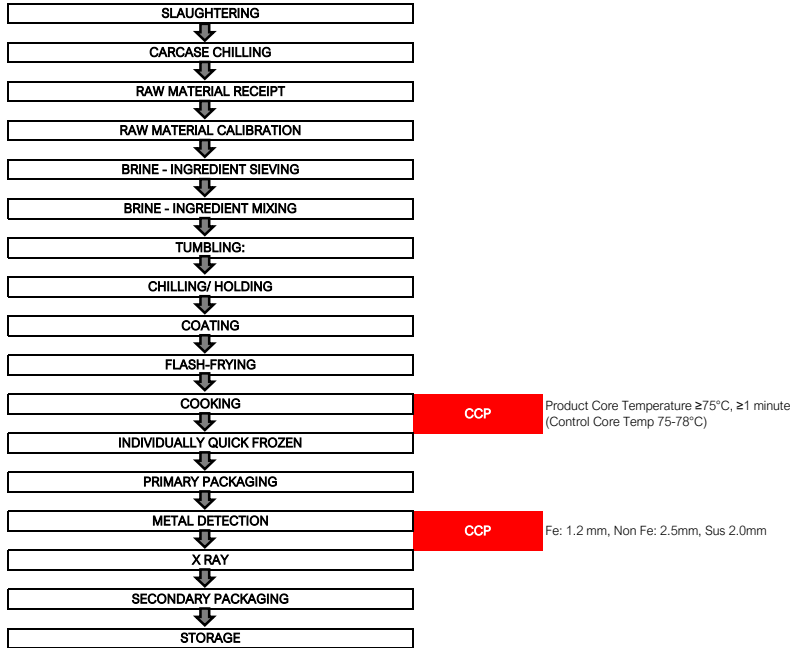 SLAUGHTERING
CARCASE CHILLING
RAW MATERIAL RECEIPT
RAW MATERIAL CALIBRATION
BRINE - INGREDIENT SIEVING
BRINE - INGREDIENT MIXING
TUMBLING:
CHILLING/ HOLDING
COATING
FLASH-FRYING
COOKING
CCP
Product Core Temperature ≥75°C, ≥1 minute
(Control Core Temp 75-78°C)
INDIVIDUALLY QUICK FROZEN
PRIMARY PACKAGING
METAL DETECTION
CCP
Fe: 1.2 mm, Non Fe: 2.5mm, Sus 2.0mm
X RAY
SECONDARY PACKAGING
STORAGE